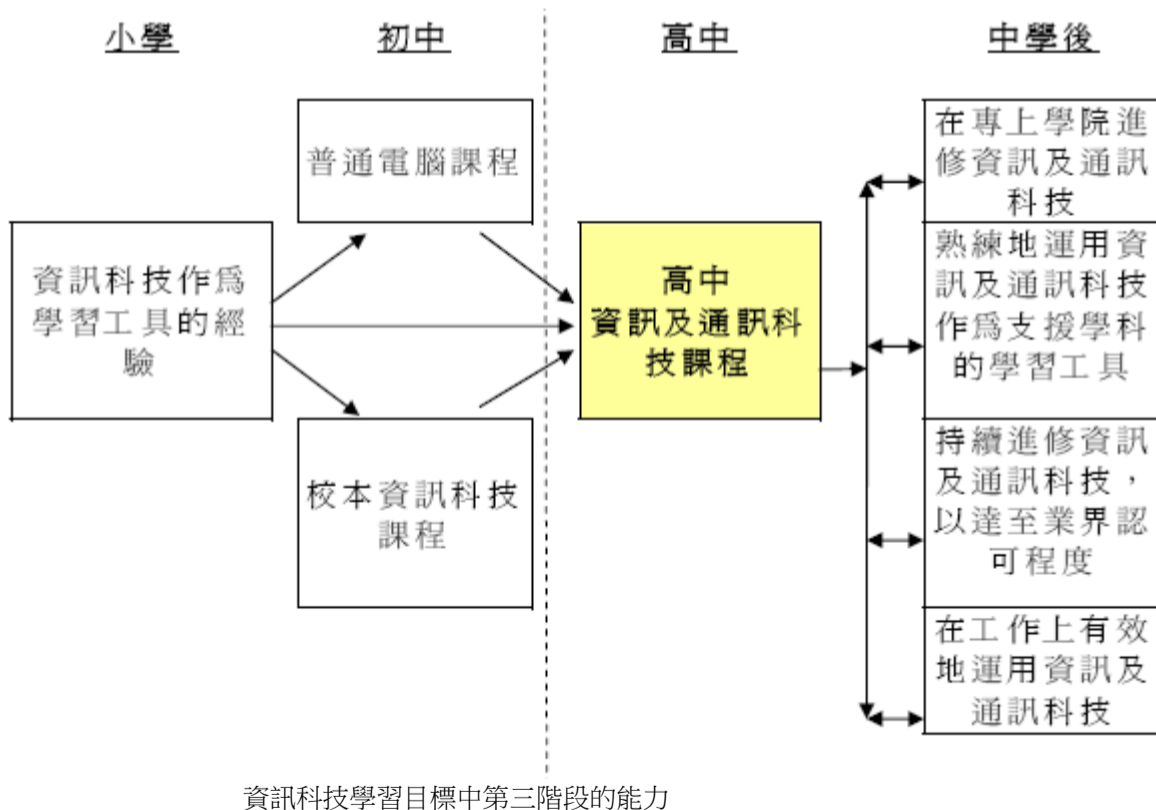 小學
初中
高中
中學後
資訊科技作爲
學習工具的經
驗
普通電腦課程
校本資訊科技
課程
高中
資訊及通訊科
技課程
在專上學院進
修資訊及通訊
科技
熟練地運用資
訊及通訊科技
作爲支援學科
的學習工具
持續進修資訊
及通訊科技，
以達至業界認
可程度
在工作上有效
地運用資訊及
通訊科技
資訊科技學習目標中第三階段的能力